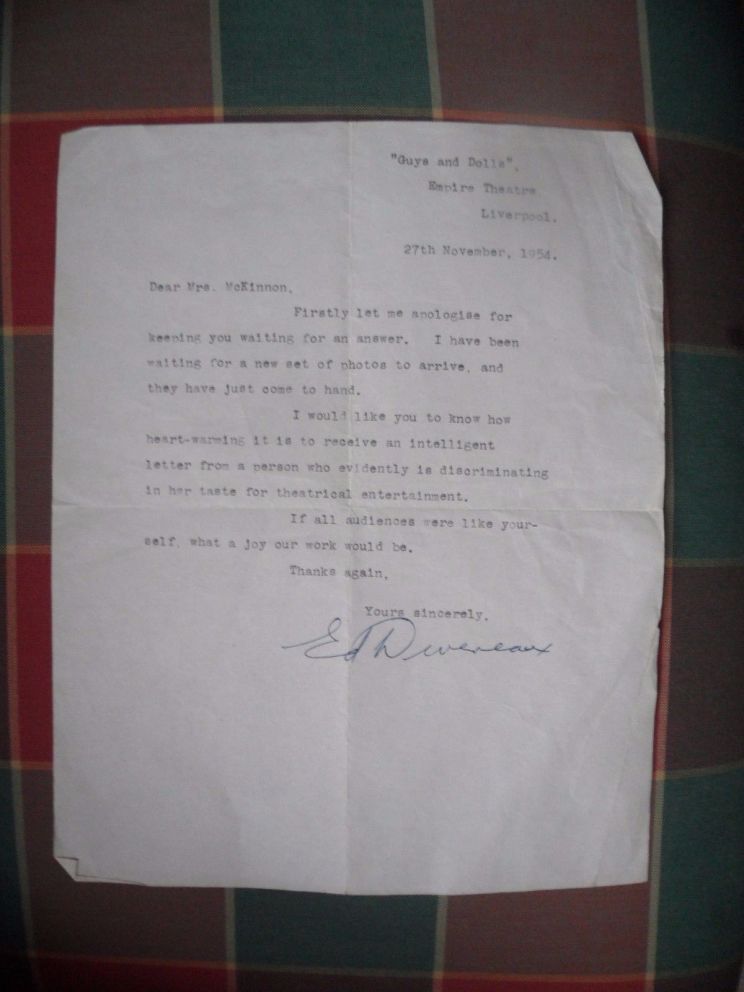 "Guys and Dolls",
Empire Theatre
Liverpool.
27th November, 1954.
Dear Mrs. McKinnon,
Firstly let me apologise for
keeping you waiting for an answer. I have been
waiting for a new set of photos to arrive, and
they have just come to hand.
I would like you to know how
heart-warming it is to receive an intelligent
letter from a person who evidently is discriminating
in her taste for theatrical entertainment.
If all audiences were like your-
self, what a joy our work would be.
Thanks again,
Yours sincerely,
Ed Devereaux